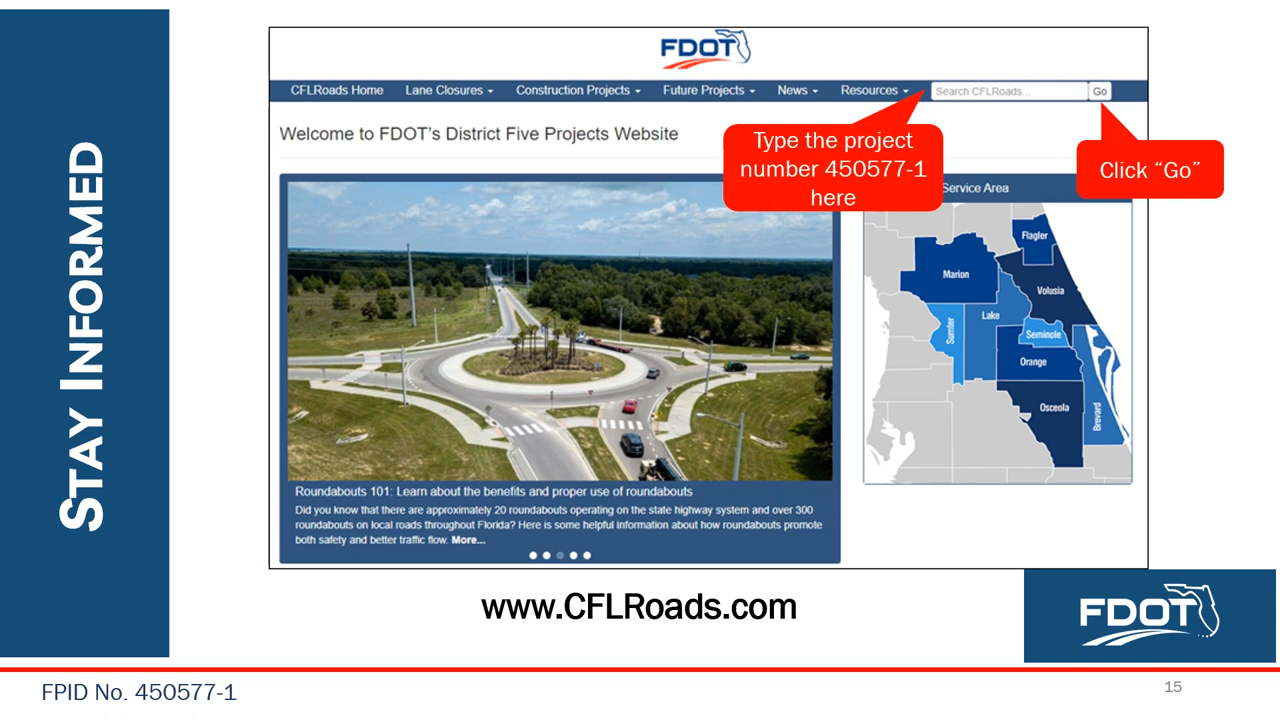 STAY INFORMED
FDOT
CFLRoads Home Lane Closures Construction Projects Future Projects News Resources Search CFLRoads... Go
Welcome to FDOT's District Five Projects Website
Type the project
number 450577-1
here
Click “Go”
Service Area
Flagler
Marion
Volusia
Lake
Sumter
Seminole
Orange
Osceola
Brevard
Roundabouts 101: Learn about the benefits and proper use of roundabouts
Did you know that there are approximately 20 roundabouts operating on the state highway system and over 300
roundabouts on local roads throughout Florida? Here is some helpful information about how roundabouts promote
both safety and better traffic flow. More...
www.CFLRoads.com
FDOT
FPID No. 450577-1
15